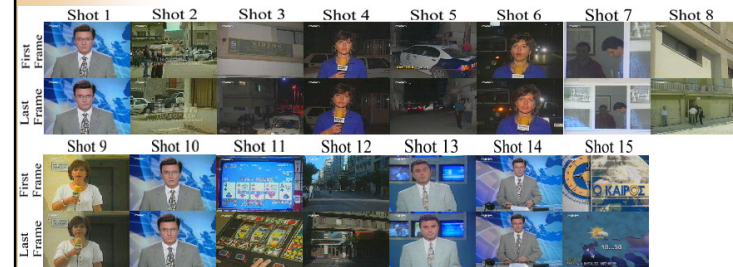 Shot 1 Shot 2 Shot 3 Shot 4 Shot 5 Shot 6 Shot 7 Shot 8
First Frame
Last Frame
Shot 9 Shot 10 Shot 11 Shot 12 Shot 13 Shot 14 Shot 15
First Frame
Ο ΚΑΙΡΟΣ
Last Frame